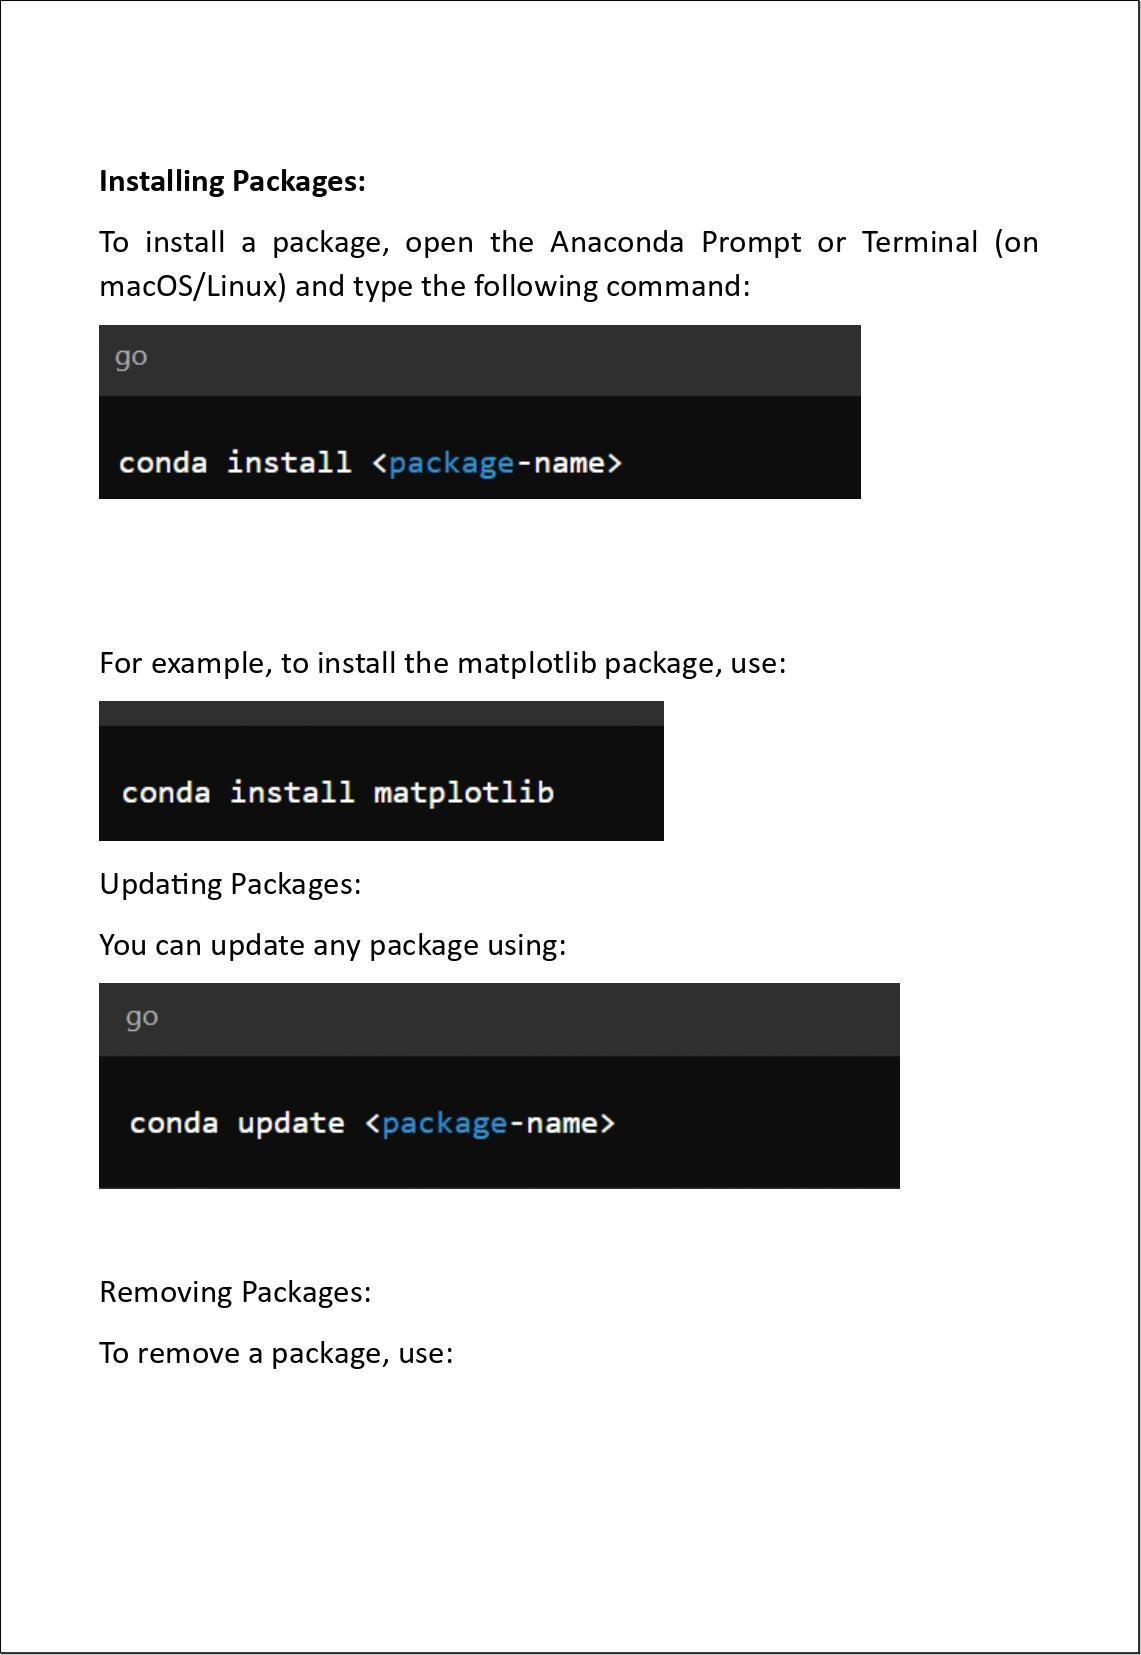 Installing Packages:
To install a package, open the Anaconda Prompt or Terminal (on
macOS/Linux) and type the following command:
go
conda install <package-name>
For example, to install the matplotlib package, use:
conda install matplotlib
Updating Packages:
You can update any package using:
go
conda update <package-name>
Removing Packages:
To remove a package, use: